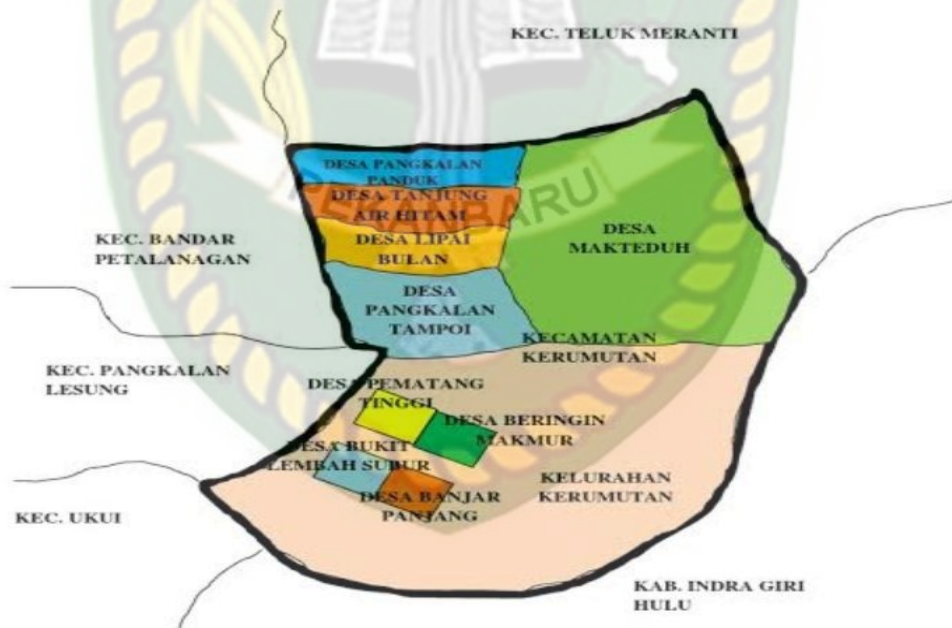 KEC. TELUK MERANTI
DESA PANGKALAN
PANDUK
DESA TANJUNG
AIR HITAM
PEKANBARU
DESA LIPAI
BULAN
DESA
MAKTEDUH
KEC. BANDAR
PETALANAGAN
DESA
PANGKALAN
TAMPOI
KECAMATAN
KERUMUTAN
KEC. PANGKALAN
LESUNG
DESA PEMATANG
TINGGI
DESA BERINGIN
MAKMUR
DESA BUKIT
LEMBAH SUBUR
DESA BANJAR
PANJANG
KELURAHAN
KERUMUTAN
KEC. UKUI
KAB. INDRA GIRI
HULU